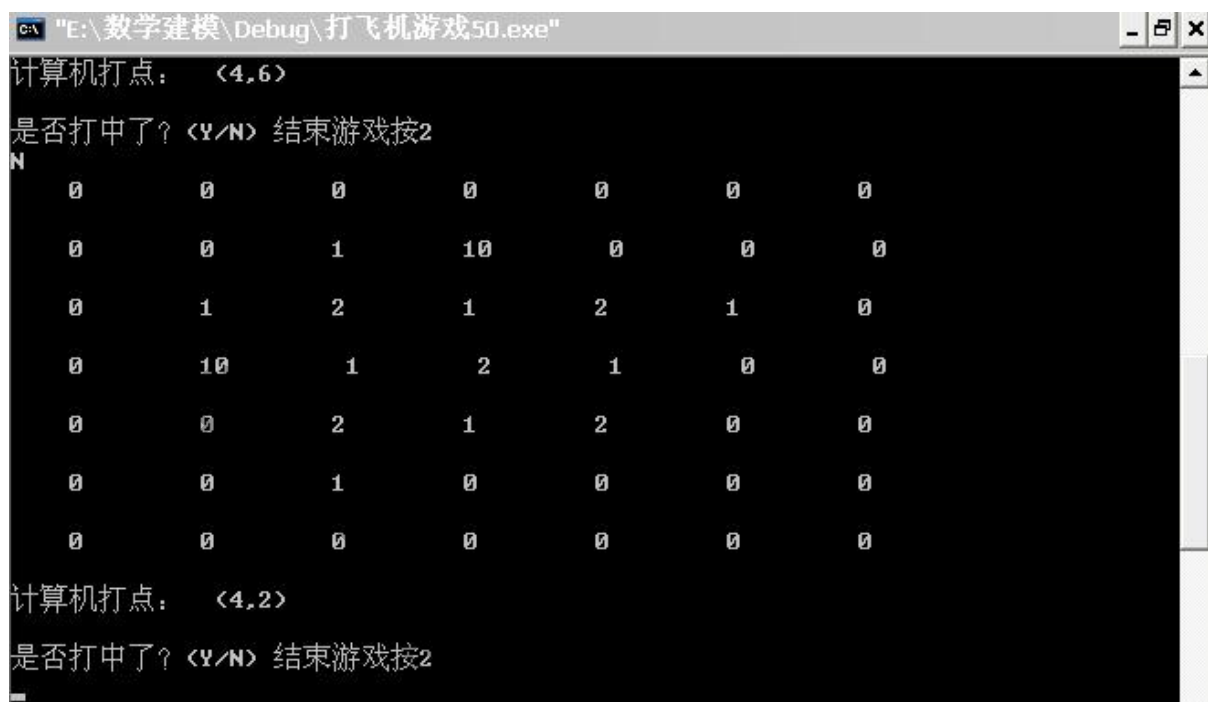 "E:\数学建模\Debug\打飞机游戏50.exe"
计算机打点： (4,6)
是否打中了? (Y/N) 结束游戏按2
N
0 0 0 0 0 0 0
0 0 1 10 0 0 0
0 1 2 1 2 1 0
0 10 1 2 1 0 0
0 0 2 1 2 0 0
0 0 1 0 0 0 0
0 0 0 0 0 0 0
计算机打点： (4,2)
是否打中了? (Y/N) 结束游戏按2